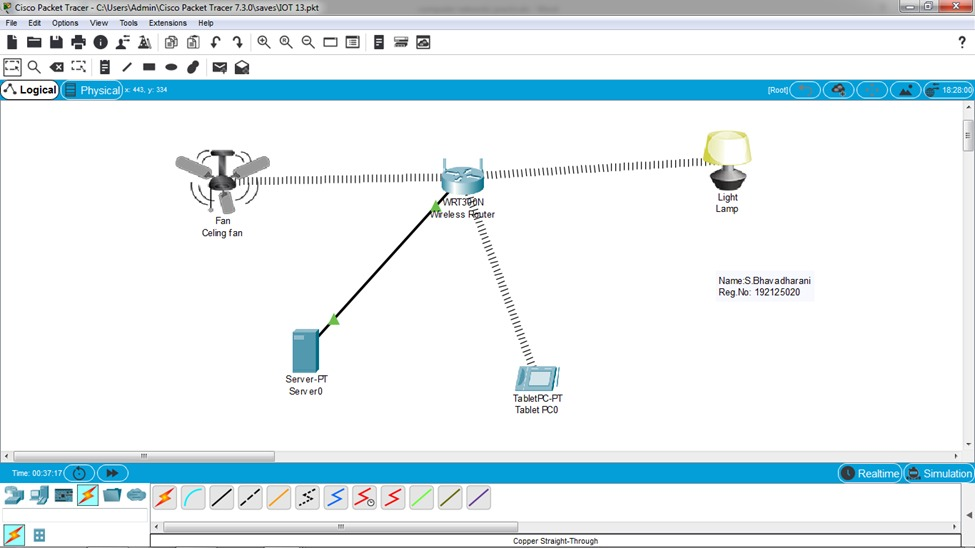 Cisco Packet Tracer - C:\Users\Admin\Cisco Packet Tracer 7.3.0\saves\IOT 13.pkt
File Edit Options View Tools Extensions Help
?
Logical Physical x: 443, y: 334 [Root] 18:28:00
Fan
Celing fan
WRT300N
Wireless Router
Light
Lamp
Name:S.Bhavadharani
Reg.No: 192125020
Server-PT
Server0
TabletPC-PT
Tablet PC0
Time: 00:37:17 Realtime Simulation
Copper Straight-Through